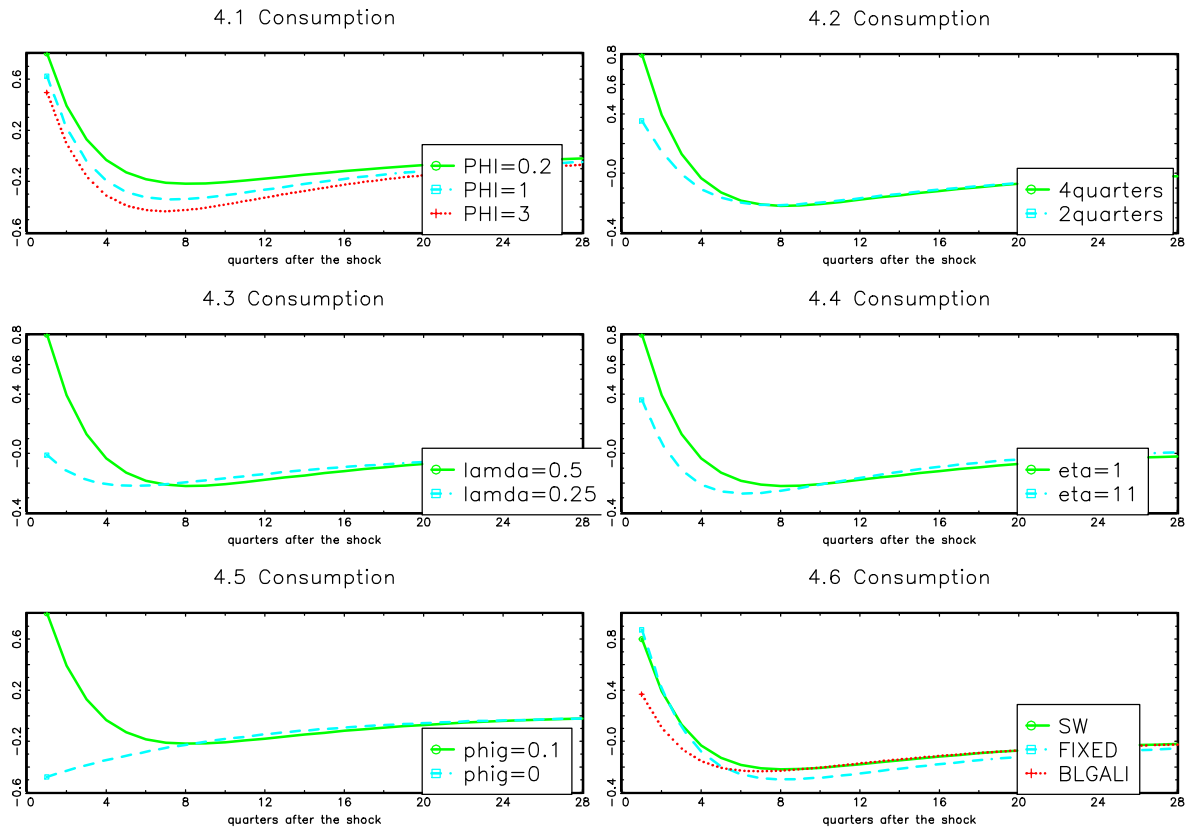 4.1 Consumption
0.6
0.2
−0.2
−0.6
0 4 8 12 16 20 24 28
quarters after the shock
PHI=0.2
PHI=1
PHI=3
4.2 Consumption
0.8
0.4
−0.0
−0.4
0 4 8 12 16 20 24 28
quarters after the shock
4quarters
2quarters
4.3 Consumption
0.8
0.4
−0.0
−0.4
0 4 8 12 16 20 24 28
quarters after the shock
lamda=0.5
lamda=0.25
4.4 Consumption
0.8
0.4
−0.0
−0.4
0 4 8 12 16 20 24 28
quarters after the shock
eta=1
eta=11
4.5 Consumption
0.6
0.2
−0.2
−0.6
0 4 8 12 16 20 24 28
quarters after the shock
phig=0.1
phig=0
4.6 Consumption
0.8
0.4
−0.0
−0.4
0 4 8 12 16 20 24 28
quarters after the shock
SW
FIXED
BLGALI